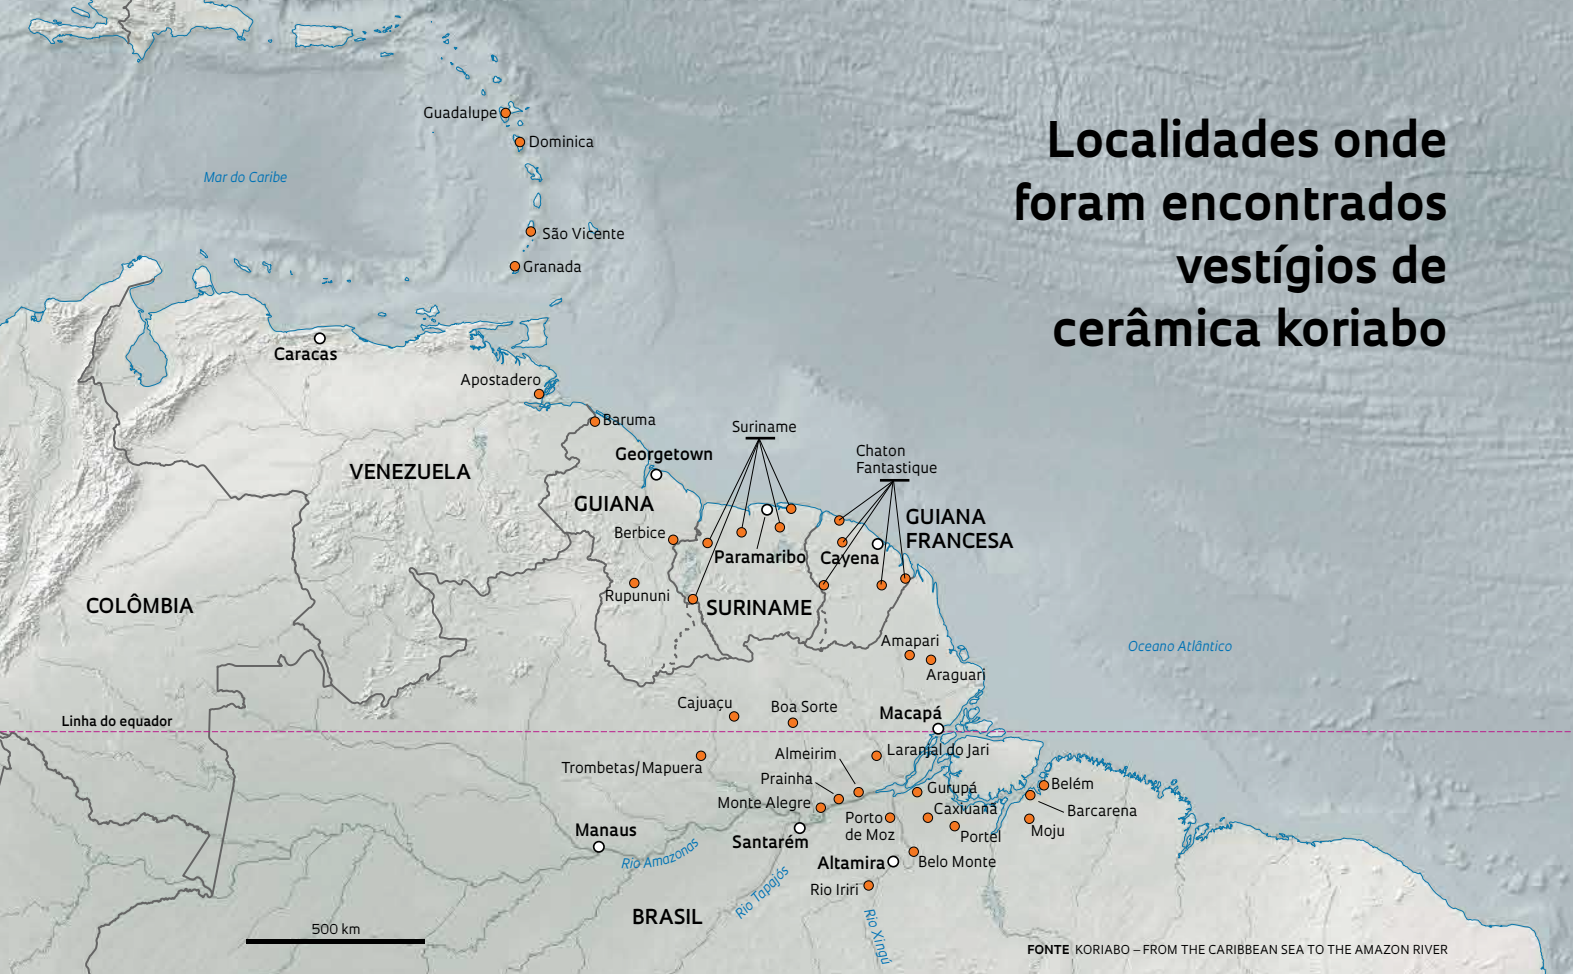 Localidades onde
foram encontrados
vestígios de
cerâmica koriabo
Guadalupe
Dominica
Mar do Caribe
São Vicente
Granada
Caracas
Apostadero
Baruma
Suriname
Georgetown
Chaton
Fantastique
VENEZUELA
GUIANA
GUIANA
FRANCESA
Berbice
Paramaribo
Cayena
Rupununi
COLÔMBIA
SURINAME
Amapari
Oceano Atlântico
Araguari
Cajuaçu
Boa Sorte
Macapá
Linha do equador
Laranjal do Jari
Almeirim
Trombetas/Mapuera
Prainha
Belém
Gurupá
Monte Alegre
Caxiuanã
Barcarena
Porto
de Moz
Portel
Moju
Manaus
Santarém
Rio Amazonas
Altamira
Belo Monte
Rio Tapajós
Rio Iriri
BRASIL
Rio Xingú
500 km
FONTE KORIABO – FROM THE CARIBBEAN SEA TO THE AMAZON RIVER